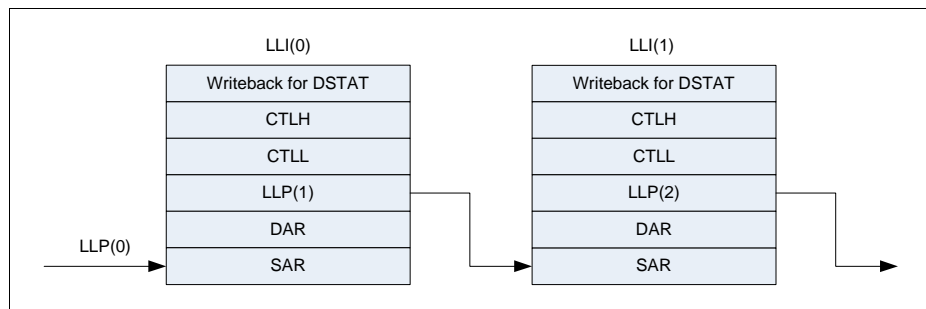 LLI(0)
Writeback for DSTAT
CTLH
CTLL
LLP(1)
DAR
SAR
LLP(0)
LLI(1)
Writeback for DSTAT
CTLH
CTLL
LLP(2)
DAR
SAR